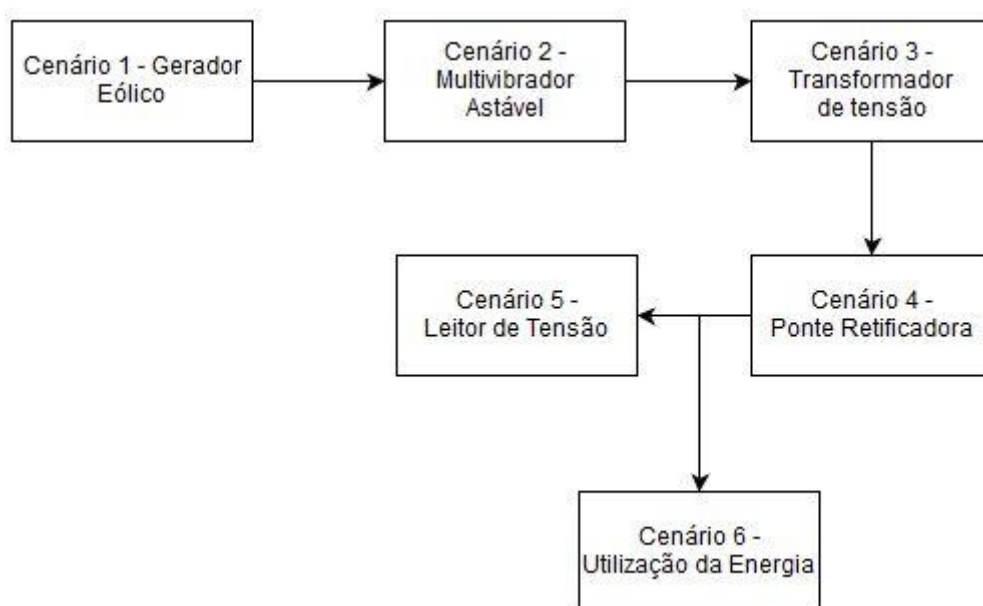 Cenário 1 - Gerador
Eólico
Cenário 2 -
Multivibrador
Astável
Cenário 3 -
Transformador
de tensão
Cenário 4 -
Ponte Retificadora
Cenário 5 -
Leitor de Tensão
Cenário 6 -
Utilização da Energia